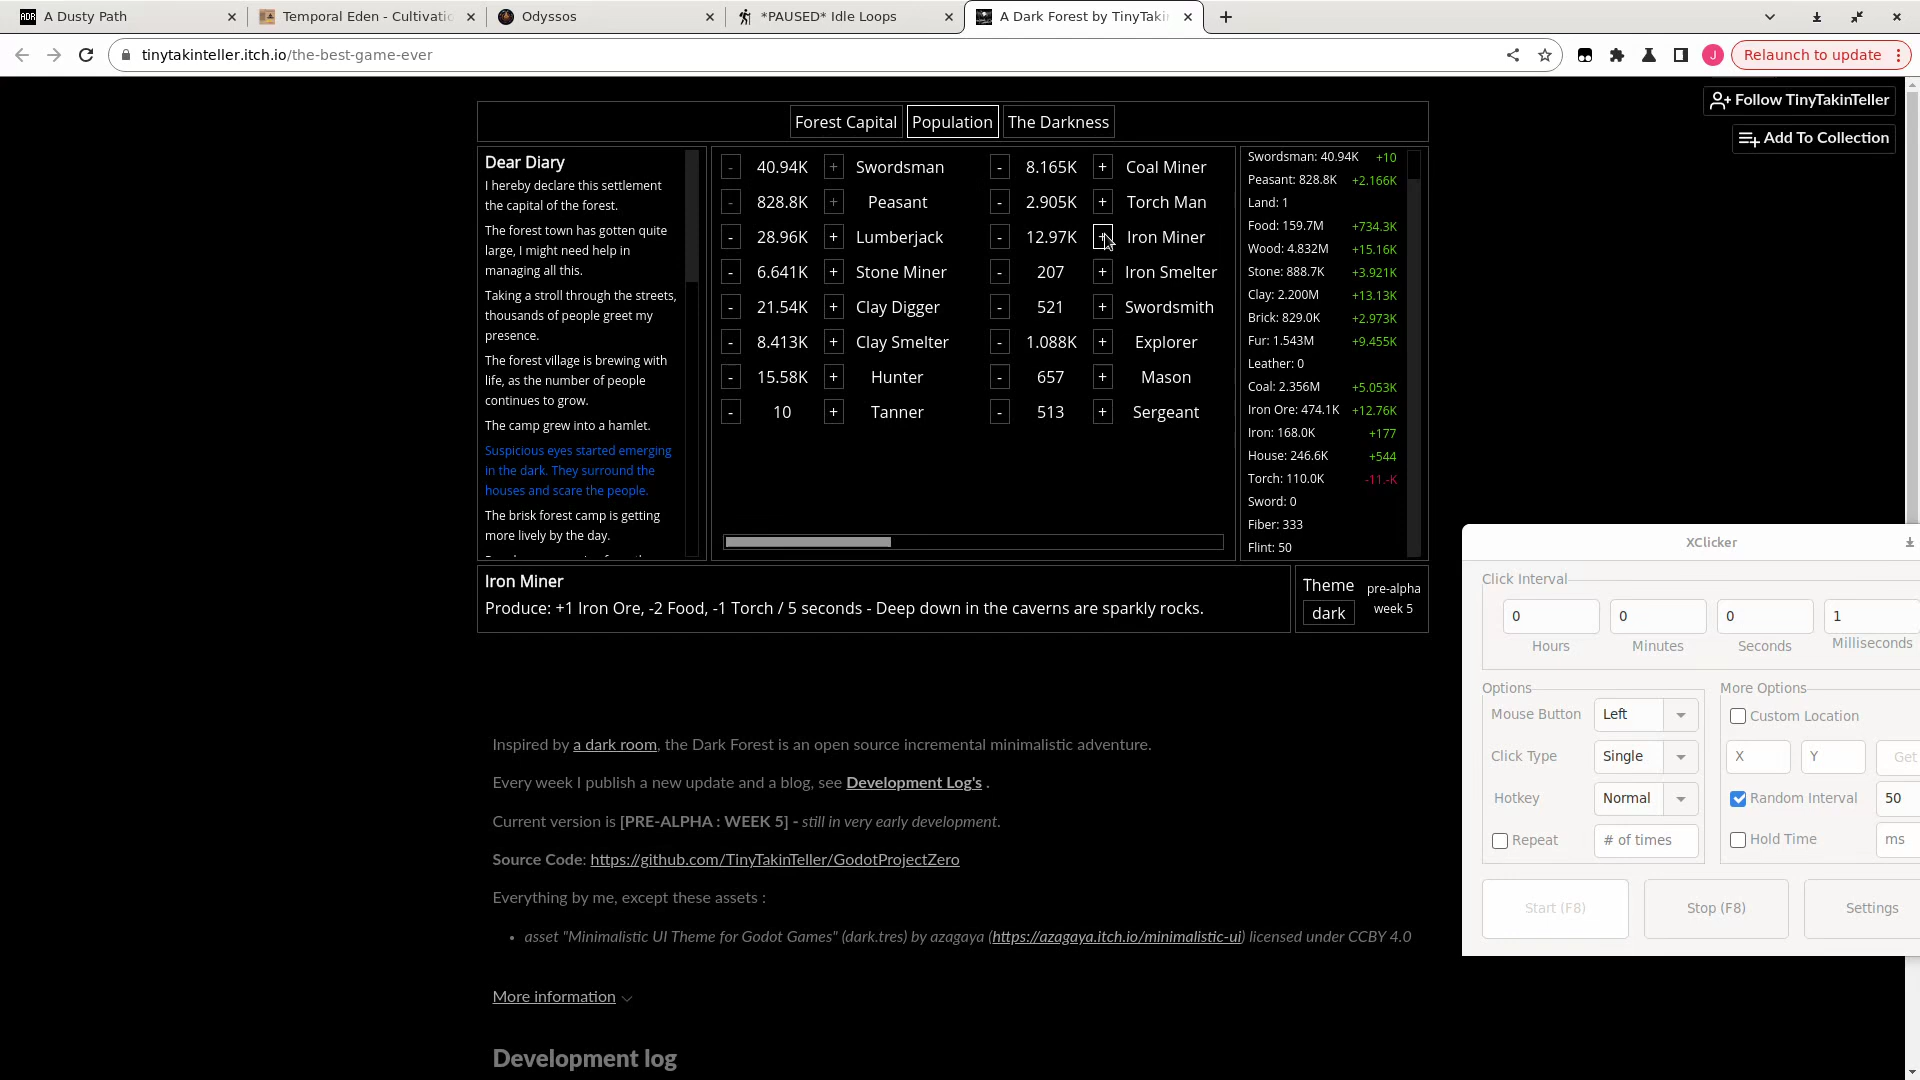 A Dusty Path
Temporal Eden - Cultivatio
Odyssos
*PAUSED* Idle Loops
A Dark Forest by TinyTakin
tinytakinteller.itch.io/the-best-game-ever
J
Relaunch to update
Follow TinyTakinTeller
Add To Collection
Forest Capital
Population
The Darkness
Dear Diary
I hereby declare this settlement
the capital of the forest.
The forest town has gotten quite
large, I might need help in
managing all this.
Taking a stroll through the streets,
thousands of people greet my
presence.
The forest village is brewing with
life, as the number of people
continues to grow.
The camp grew into a hamlet.
Suspicious eyes started emerging
in the dark. They surround the
houses and scare the people.
The brisk forest camp is getting
more lively by the day.
- 40.94K + Swordsman
- 828.8K + Peasant
- 28.96K + Lumberjack
- 6.641K + Stone Miner
- 21.54K + Clay Digger
- 8.413K + Clay Smelter
- 15.58K + Hunter
- 10 + Tanner
- 8.165K + Coal Miner
- 2.905K + Torch Man
- 12.97K + Iron Miner
- 207 + Iron Smelter
- 521 + Swordsmith
- 1.088K + Explorer
- 657 + Mason
- 513 + Sergeant
Swordsman: 40.94K +10
Peasant: 828.8K +2.166K
Land: 1
Food: 159.7M +734.3K
Wood: 4.832M +15.16K
Stone: 888.7K +3.921K
Clay: 2.200M +13.13K
Brick: 829.0K +2.973K
Fur: 1.543M +9.455K
Leather: 0
Coal: 2.356M +5.053K
Iron Ore: 474.1K +12.76K
Iron: 168.0K +177
House: 246.6K +544
Torch: 110.0K -11.-K
Sword: 0
Fiber: 333
Flint: 50
Iron Miner
Produce: +1 Iron Ore, -2 Food, -1 Torch / 5 seconds - Deep down in the caverns are sparkly rocks.
Theme
dark
pre-alpha
week 5
Inspired by a dark room, the Dark Forest is an open source incremental minimalistic adventure.
Every week I publish a new update and a blog, see Development Log's .
Current version is [PRE-ALPHA : WEEK 5] - still in very early development.
Source Code: https://github.com/TinyTakinTeller/GodotProjectZero
Everything by me, except these assets :
• asset "Minimalistic UI Theme for Godot Games" (dark.tres) by azagaya (https://azagaya.itch.io/minimalistic-ui) licensed under CCBY 4.0
More information
Development log
XClicker
Click Interval
0 0 0 1
Hours Minutes Seconds Milliseconds
Options
Mouse Button Left
Click Type Single
Hotkey Normal
Repeat # of times
More Options
Custom Location
X Y Get
Random Interval 50
Hold Time ms
Start (F8)
Stop (F8)
Settings